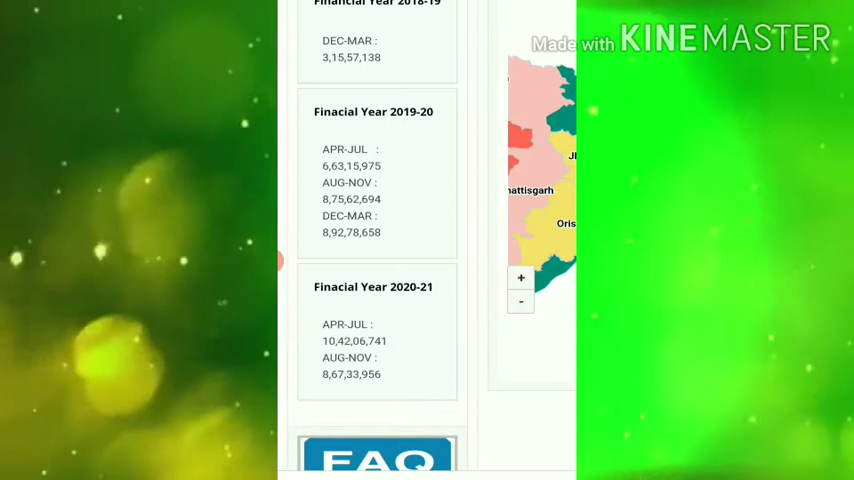 Financial Year 2018-19
DEC-MAR :
3,15,57,138
Finacial Year 2019-20
APR-JUL :
6,63,15,975
AUG-NOV :
8,75,62,694
DEC-MAR :
8,92,78,658
Finacial Year 2020-21
APR-JUL :
10,42,06,741
AUG-NOV :
8,67,33,956
FAQ
Made with KINEMASTER
Jh
hattisgarh
Oris
+
-